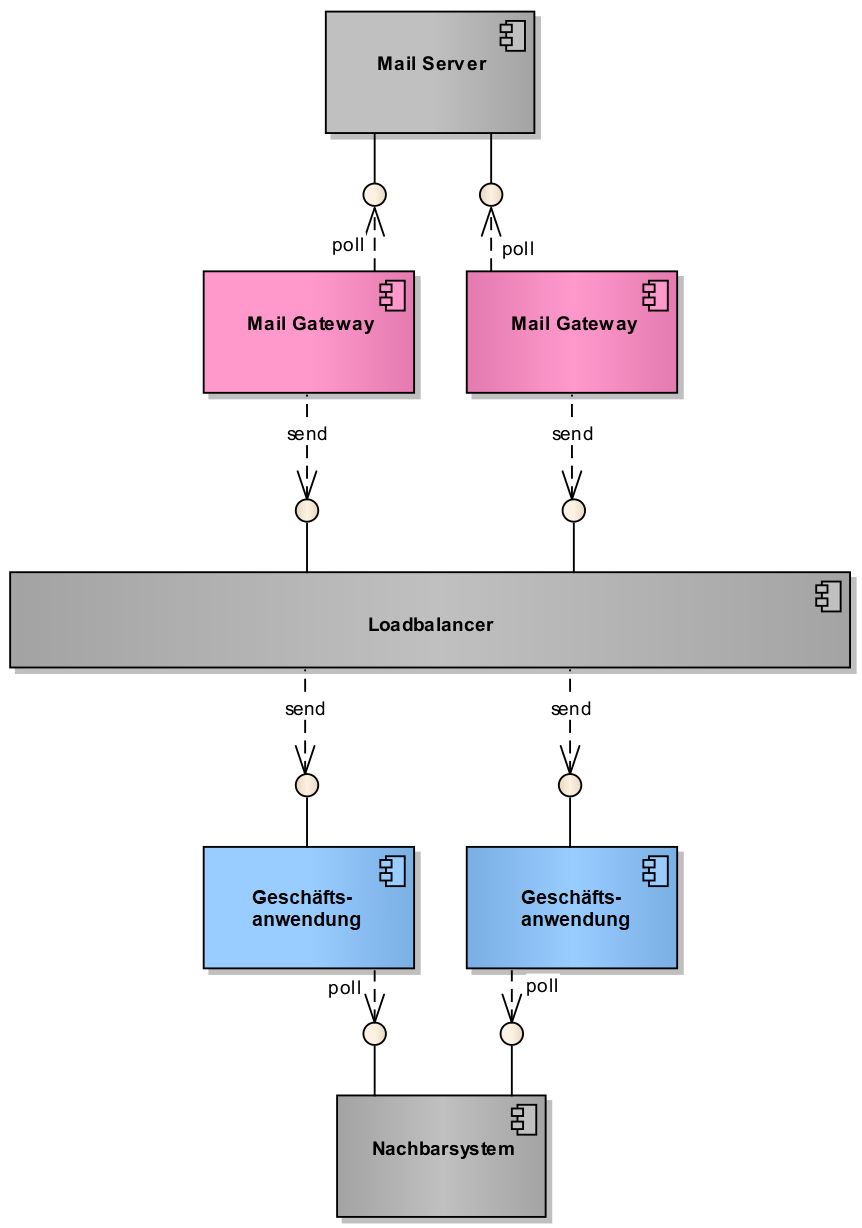 Mail Server
poll
poll
Mail Gateway
Mail Gateway
send
send
Loadbalancer
send
send
Geschäfts-
anwendung
Geschäfts-
anwendung
poll
poll
Nachbarsystem